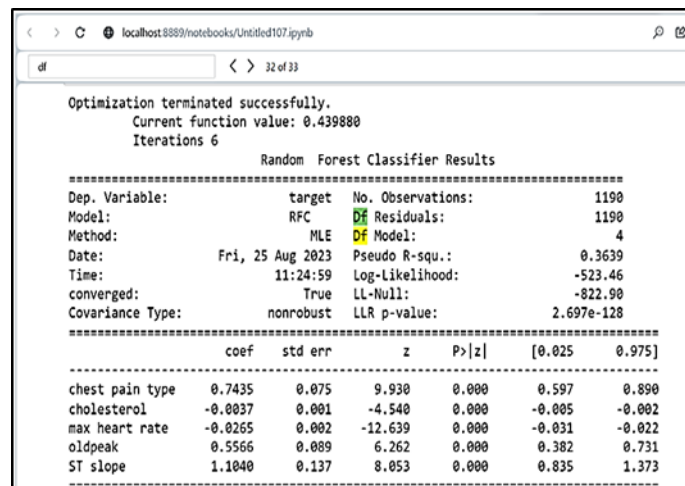 localhost:8889/notebooks/Untitled107.ipynb
df 32 of 33
Optimization terminated successfully.
Current function value: 0.439880
Iterations 6
Random Forest Classifier Results
Dep. Variable: target No. Observations: 1190
Model: RFC Df Residuals: 1190
Method: MLE Df Model: 4
Date: Fri, 25 Aug 2023 Pseudo R-squ.: 0.3639
Time: 11:24:59 Log-Likelihood: -523.46
converged: True LL-Null: -822.90
Covariance Type: nonrobust LLR p-value: 2.697e-128
coef std err z P>|z| [0.025 0.975]
chest pain type 0.7435 0.075 9.930 0.000 0.597 0.890
cholesterol -0.0037 0.001 -4.540 0.000 -0.005 -0.002
max heart rate -0.0265 0.002 -12.639 0.000 -0.031 -0.022
oldpeak 0.5566 0.089 6.262 0.000 0.382 0.731
ST slope 1.1040 0.137 8.053 0.000 0.835 1.373